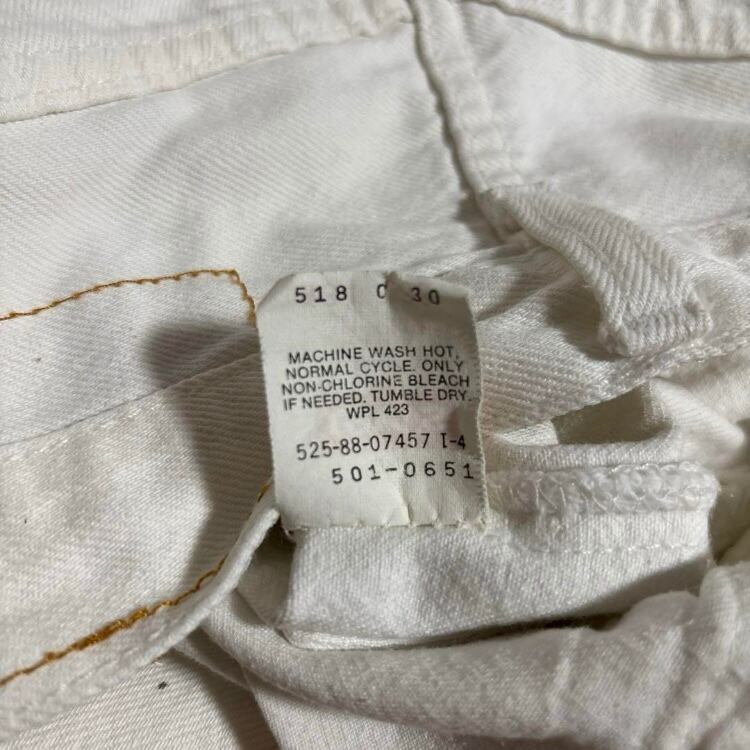 518 0 30
MACHINE WASH HOT,
NORMAL CYCLE. ONLY
NON-CHLORINE BLEACH
IF NEEDED. TUMBLE DRY.
WPL 423
525-88-07457 I-4
501-0651